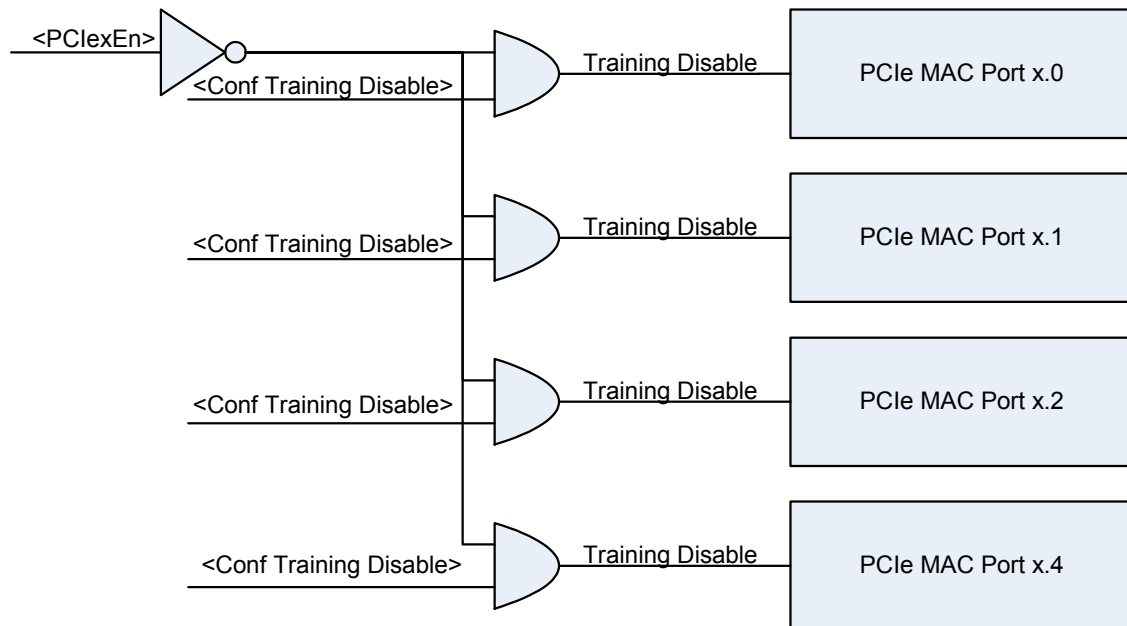 <PCIexEn>
<Conf Training Disable>
Training Disable
PCIe MAC Port x.0
<Conf Training Disable>
Training Disable
PCIe MAC Port x.1
<Conf Training Disable>
Training Disable
PCIe MAC Port x.2
<Conf Training Disable>
Training Disable
PCIe MAC Port x.4